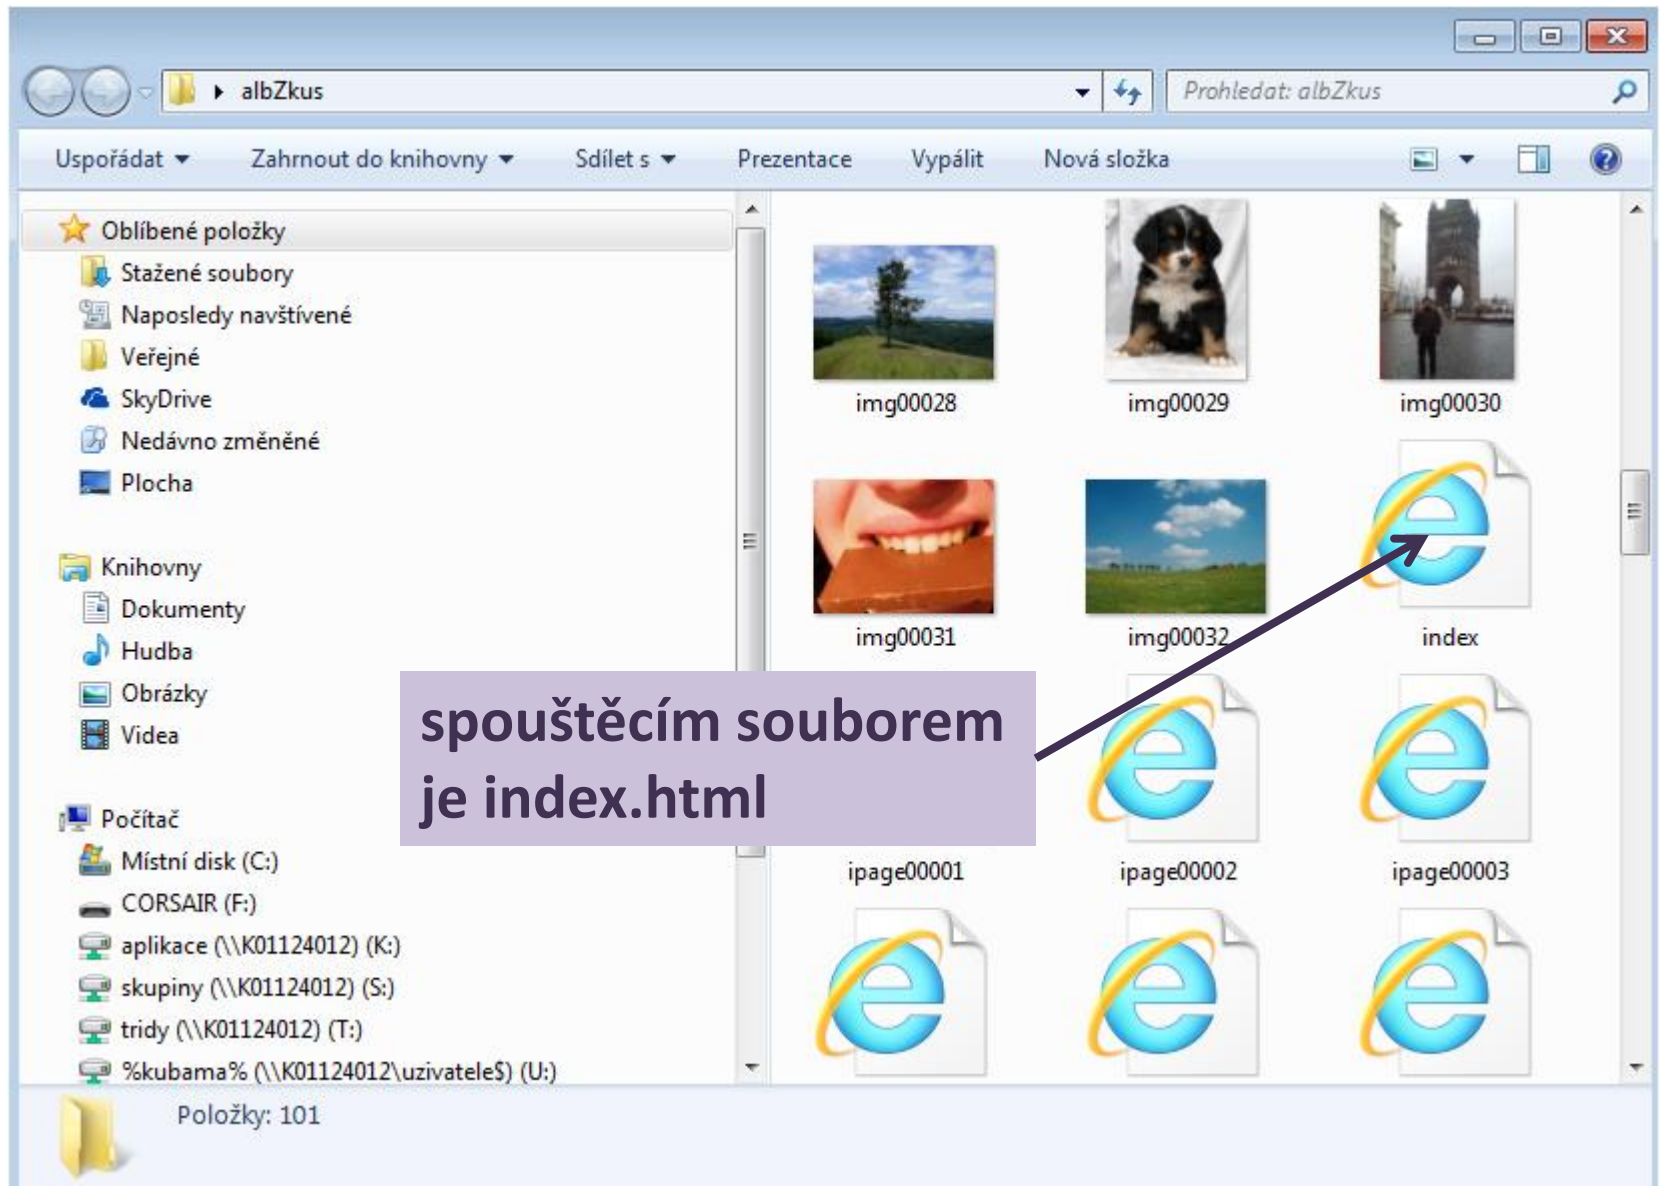 albZkus
Prohledat: albZkus
Uspořádat
Zahrnout do knihovny
Sdílet s
Prezentace
Vypálit
Nová složka
Oblíbené položky
Stažené soubory
Naposledy navštívené
Veřejné
SkyDrive
Nedávno změněné
Plocha
Knihovny
Dokumenty
Hudba
Obrázky
Videa
Počítač
Místní disk (C:)
CORSAIR (F:)
aplikace (\\K01124012) (K:)
skupiny (\\K01124012) (S:)
tridy (\\K01124012) (T:)
%kubama% (\\K01124012\uzivatele$) (U:)
img00028
img00029
img00030
img00031
img00032
index
spouštěcím souborem
je index.html
ipage00001
ipage00002
ipage00003
Položky: 101